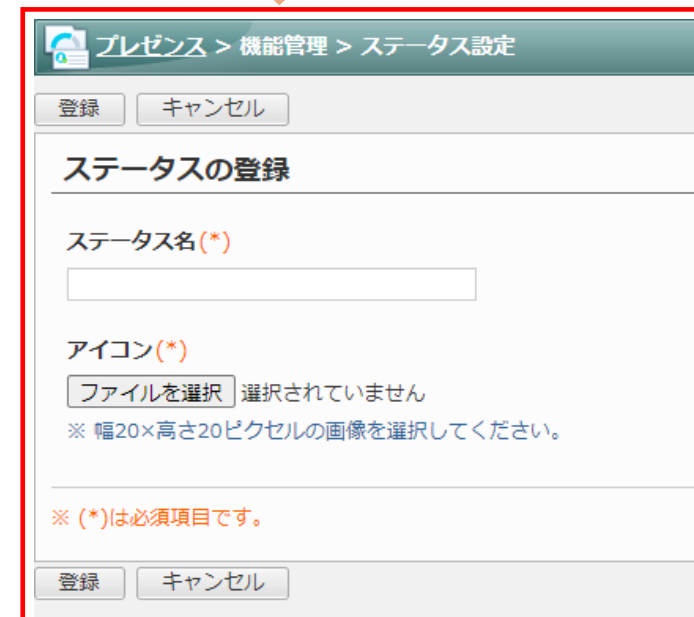 プレゼンス > 機能管理 > ステータス設定
登録 キャンセル
ステータスの登録
ステータス名(*)
アイコン(*)
ファイルを選択 選択されていません
※ 幅20×高さ20ピクセルの画像を選択してください。
※ (*)は必須項目です。
登録 キャンセル